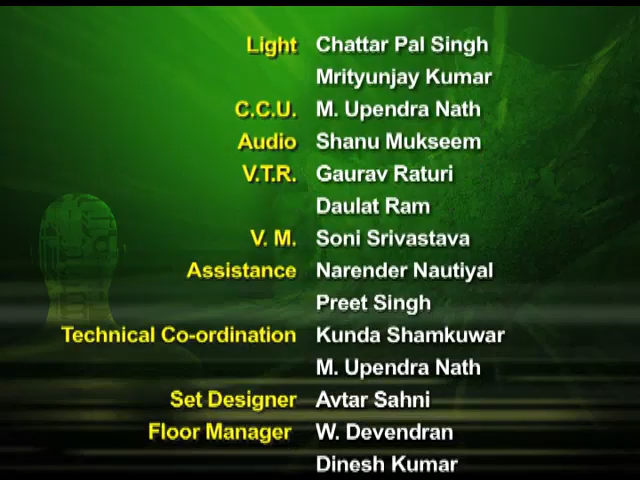 Light Chattar Pal Singh
Mrityunjay Kumar
C.C.U. M. Upendra Nath
Audio Shanu Mukseem
V.T.R. Gaurav Raturi
Daulat Ram
V. M. Soni Srivastava
Assistance Narender Nautiyal
Preet Singh
Technical Co-ordination Kunda Shamkuwar
M. Upendra Nath
Set Designer Avtar Sahni
Floor Manager W. Devendran
Dinesh Kumar